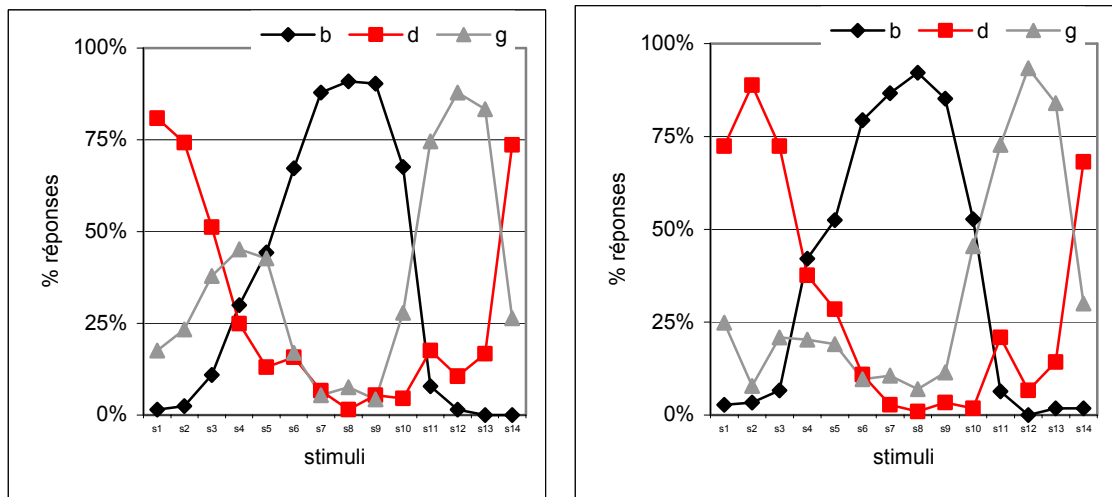 b d g
100%
75%
50%
25%
0%
% réponses
s1 s2 s3 s4 s5 s6 s7 s8 s9 s10 s11 s12 s13 s14
stimuli
b d g
100%
75%
50%
25%
0%
% réponses
s1 s2 s3 s4 s5 s6 s7 s8 s9 s10 s11 s12 s13 s14
stimuli